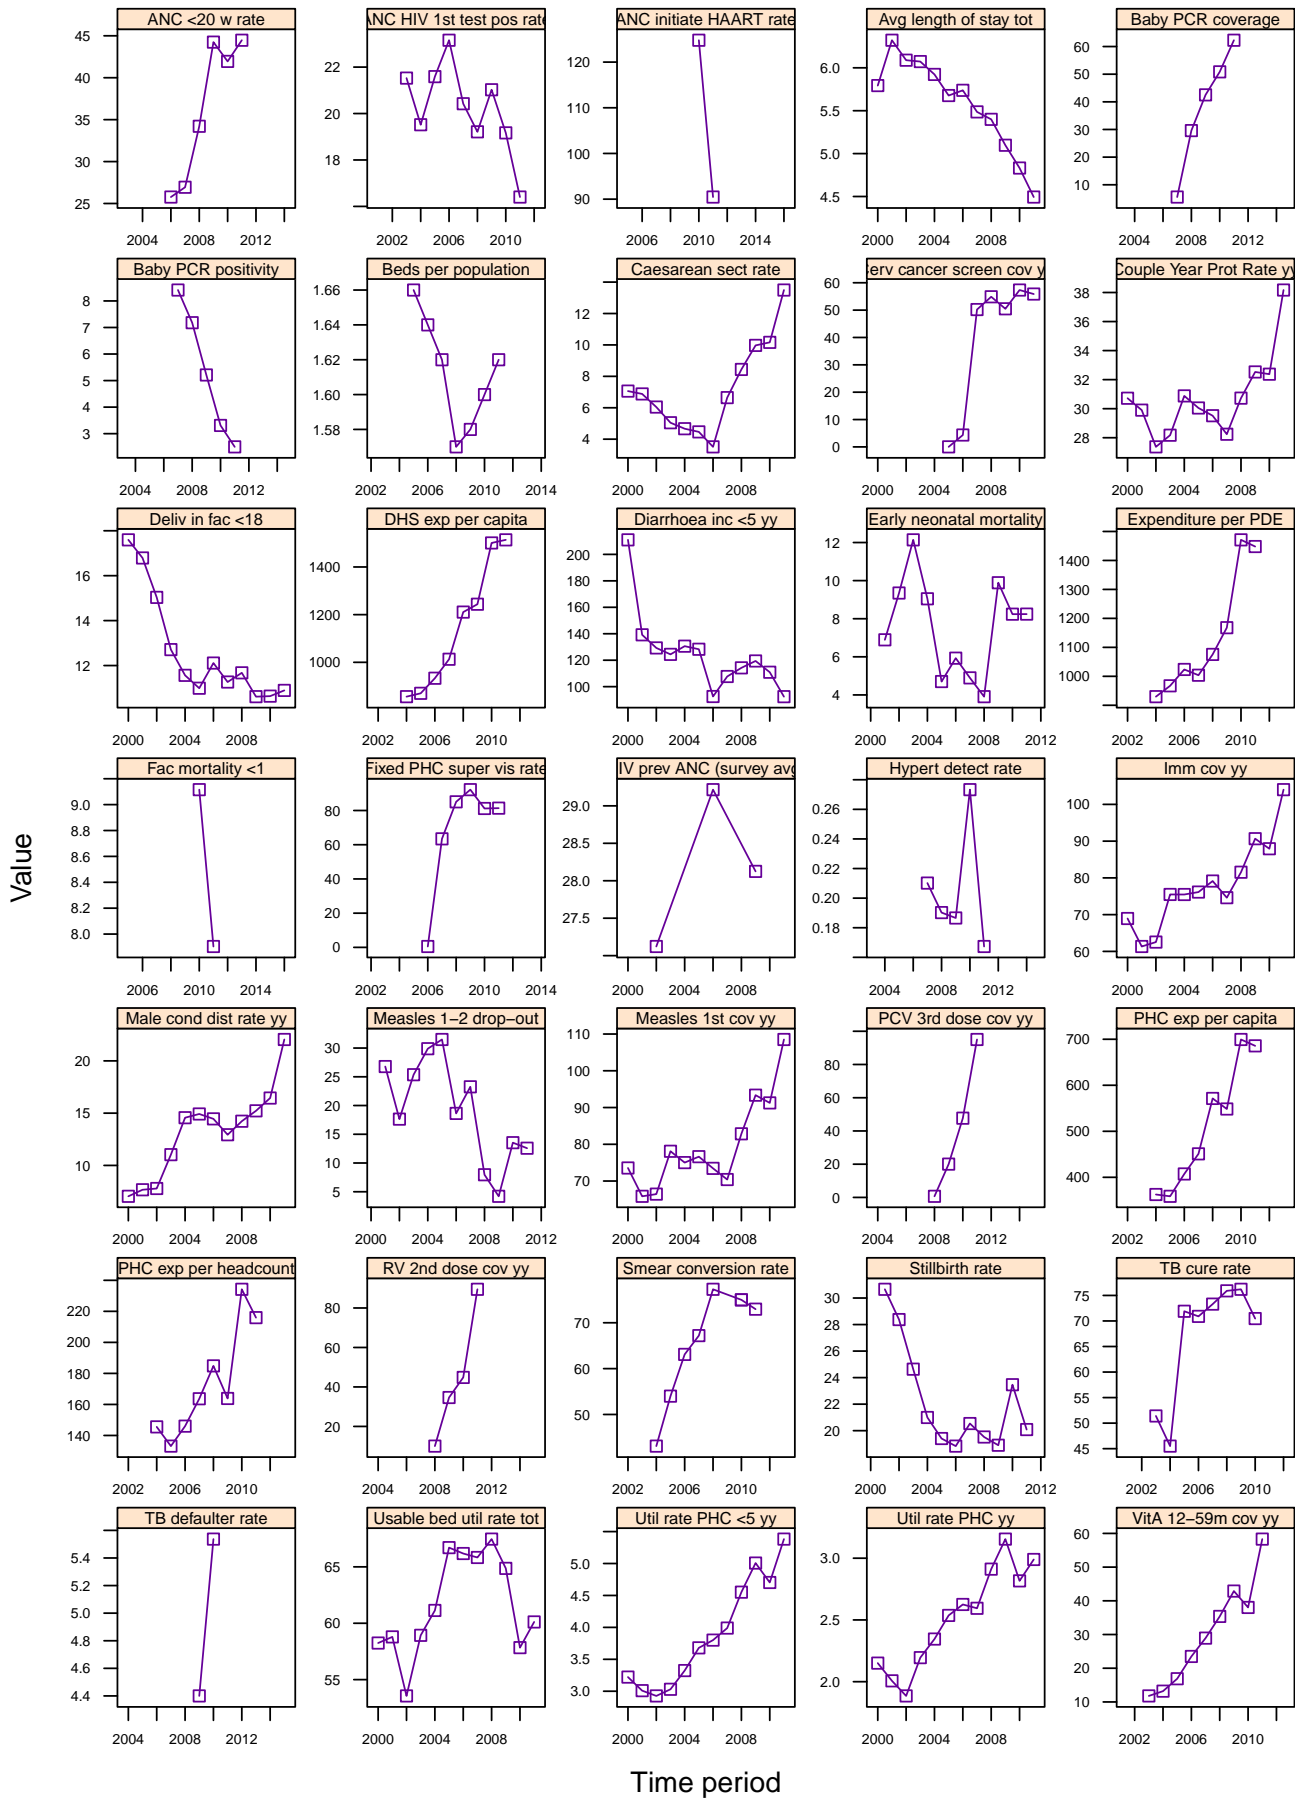 ANC <20 w rate
ANC HIV 1st test pos rate
ANC initiate HAART rate
Avg length of stay tot
Baby PCR coverage
45
40
35
30
25
2004 2008 2012
22
20
18
2002 2006 2010
120
110
100
90
2006 2010 2014
6.0
5.5
5.0
4.5
2000 2004 2008
60
50
40
30
20
10
2004 2008 2012
Baby PCR positivity
Beds per population
Caesarean sect rate
Cerv cancer screen cov y
Couple Year Prot Rate yy
8
7
6
5
4
3
2004 2008 2012
1.66
1.64
1.62
1.60
1.58
2002 2006 2010 2014
12
10
8
6
4
2000 2004 2008
60
50
40
30
20
10
0
2004 2008 2012
38
36
34
32
30
28
2000 2004 2008
Deliv in fac <18
DHS exp per capita
Diarrhoea inc <5 yy
Early neonatal mortality
Expenditure per PDE
16
14
12
2000 2004 2008
1400
1200
1000
2002 2006 2010
200
180
160
140
120
100
2000 2004 2008
12
10
8
6
4
2000 2004 2008 2012
1400
1300
1200
1100
1000
2002 2006 2010
Fac mortality <1
Fixed PHC super vis rate
IV prev ANC (survey avg
Hypert detect rate
Imm cov yy
9.0
8.8
8.6
8.4
8.2
8.0
2006 2010 2014
80
60
40
20
0
2002 2006 2010 2014
29.0
28.5
28.0
27.5
2000 2004 2008
0.26
0.24
0.22
0.20
0.18
2004 2008 2012
100
90
80
70
60
2000 2004 2008
Value
Male cond dist rate yy
Measles 1−2 drop−out
Measles 1st cov yy
PCV 3rd dose cov yy
PHC exp per capita
20
15
10
2000 2004 2008
30
25
20
15
10
5
2000 2004 2008 2012
110
100
90
80
70
2000 2004 2008
80
60
40
20
0
2004 2008 2012
700
600
500
400
2002 2006 2010
PHC exp per headcount
RV 2nd dose cov yy
Smear conversion rate
Stillbirth rate
TB cure rate
220
200
180
160
140
2002 2006 2010
80
60
40
20
2004 2008 2012
70
60
50
2002 2006 2010
30
28
26
24
22
20
2000 2004 2008 2012
75
70
65
60
55
50
45
2002 2006 2010
TB defaulter rate
Usable bed util rate tot
Util rate PHC <5 yy
Util rate PHC yy
VitA 12−59m cov yy
5.4
5.2
5.0
4.8
4.6
4.4
2004 2008 2012
65
60
55
2000 2004 2008
5.0
4.5
4.0
3.5
3.0
2000 2004 2008
3.0
2.5
2.0
2000 2004 2008
60
50
40
30
20
10
2002 2006 2010
Time period